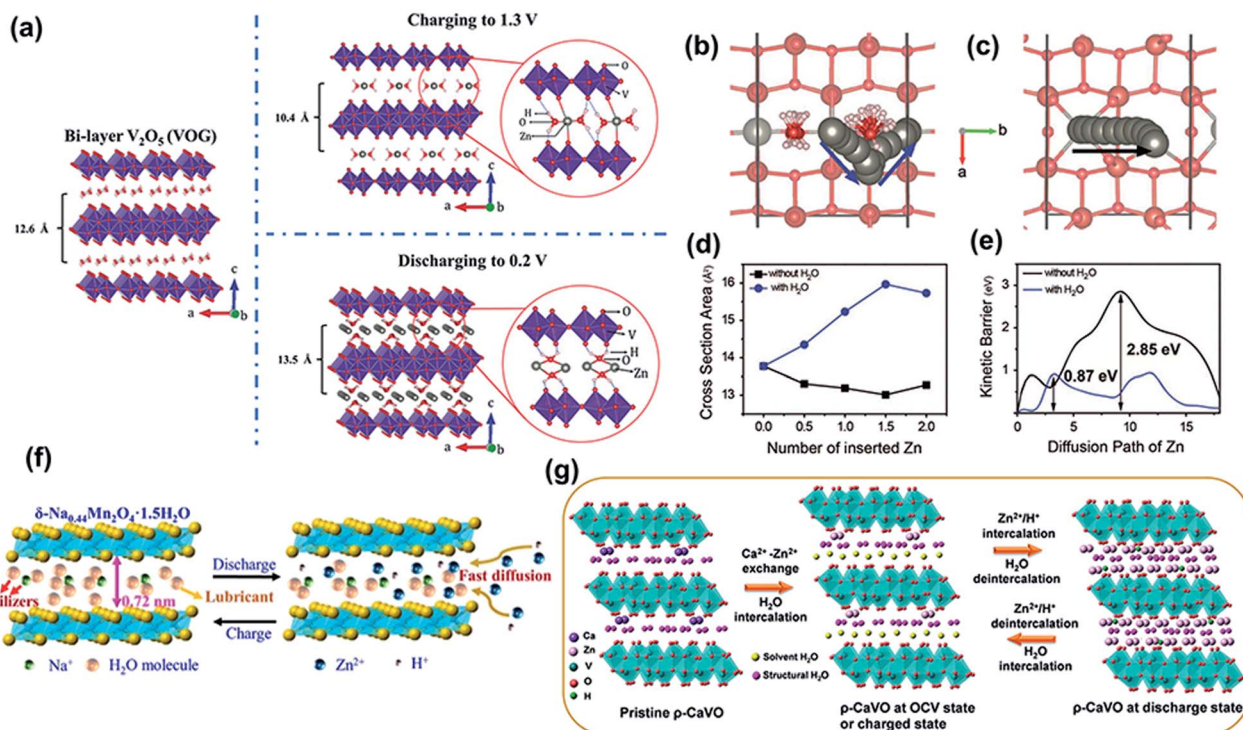 (a)
Bi-layer V₂O₅ (VOG)
12.6 Å
c
a
b
Charging to 1.3 V
10.4 Å
O
V
H
O
Zn
c
a
b
Discharging to 0.2 V
13.5 Å
O
V
H
O
Zn
c
a
b
(b)
b
a
(c)
(d)
Cross Section Area (Å²)
without H₂O
with H₂O
16
15
14
13
0.0 0.5 1.0 1.5 2.0
Number of inserted Zn
(e)
Kinetic Barrier (eV)
without H₂O
with H₂O
3
2
1
0
2.85 eV
0.87 eV
0 5 10 15
Diffusion Path of Zn
(f)
δ-Na₀.₄₄Mn₂O₄·1.5H₂O
ilizers
0.72 nm
Lubricant
Discharge
Charge
Fast diffusion
Na⁺ H₂O molecule Zn²⁺ H⁺
(g)
Ca
Zn
V
O
H
Pristine ρ-CaVO
Ca²⁺ -Zn²⁺
exchange
H₂O
intercalation
Solvent H₂O
Structural H₂O
ρ-CaVO at OCV state
or charged state
Zn²⁺/H⁺
intercalation
H₂O
deintercalation
Zn²⁺/H⁺
deintercalation
H₂O
intercalation
ρ-CaVO at discharge state